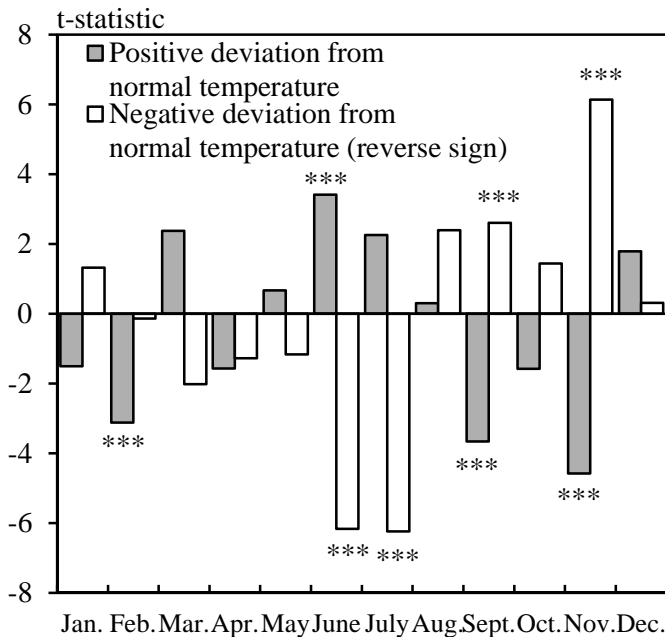 t-statistic
Positive deviation from
normal temperature
Negative deviation from
normal temperature (reverse sign)
***
***
***
***
***
***
***
***
8
6
4
2
0
-2
-4
-6
-8
Jan. Feb. Mar. Apr. May June July Aug. Sept. Oct. Nov. Dec.